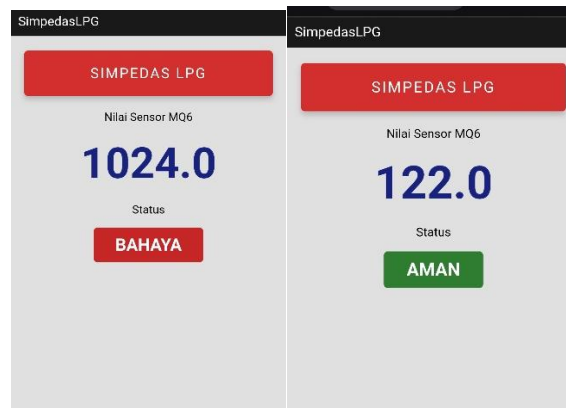 SimpedasLPG
SIMPEDAS LPG
Nilai Sensor MQ6
1024.0
Status
BAHAYA
SimpedasLPG
SIMPEDAS LPG
Nilai Sensor MQ6
122.0
Status
AMAN